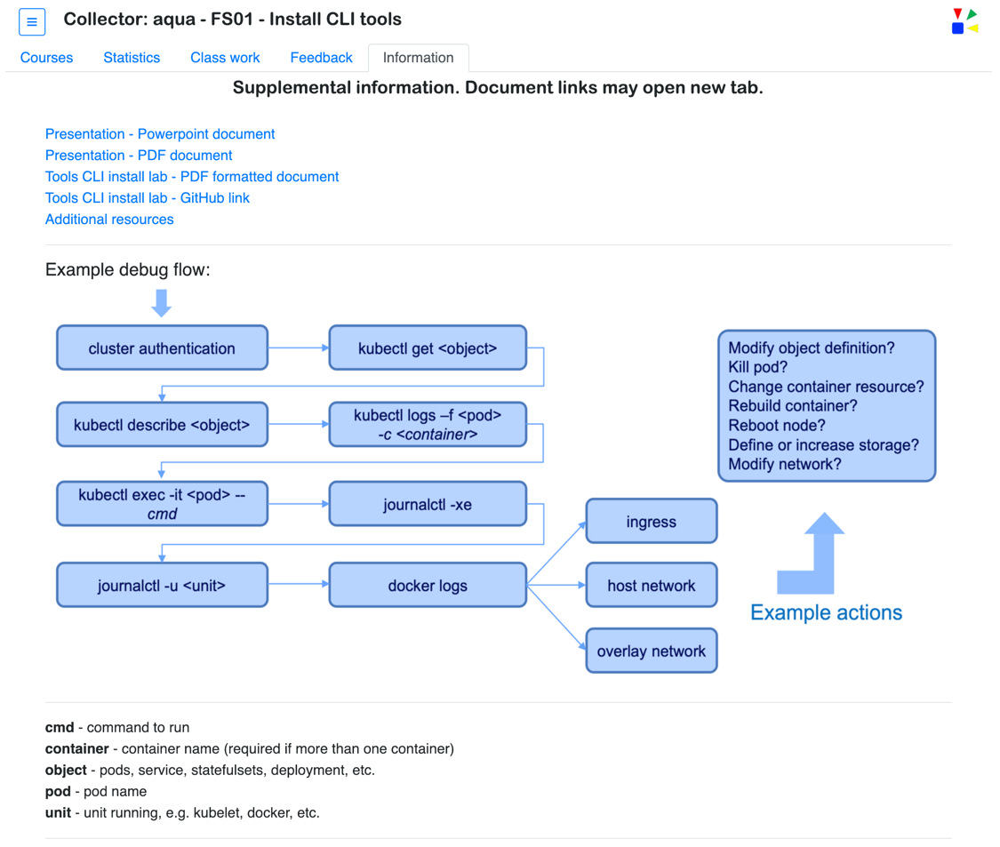 Collector: aqua - FS01 - Install CLI tools
Courses Statistics Class work Feedback Information
Supplemental information. Document links may open new tab.
Presentation - Powerpoint document
Presentation - PDF document
Tools CLI install lab - PDF formatted document
Tools CLI install lab - GitHub link
Additional resources
Example debug flow:
cluster authentication
kubectl get <object>
kubectl describe <object>
kubectl logs –f <pod>
-c <container>
kubectl exec -it <pod> --
cmd
journalctl -xe
journalctl -u <unit>
docker logs
ingress
host network
overlay network
Modify object definition?
Kill pod?
Change container resource?
Rebuild container?
Reboot node?
Define or increase storage?
Modify network?
Example actions
cmd - command to run
container - container name (required if more than one container)
object - pods, service, statefulsets, deployment, etc.
pod - pod name
unit - unit running, e.g. kubelet, docker, etc.